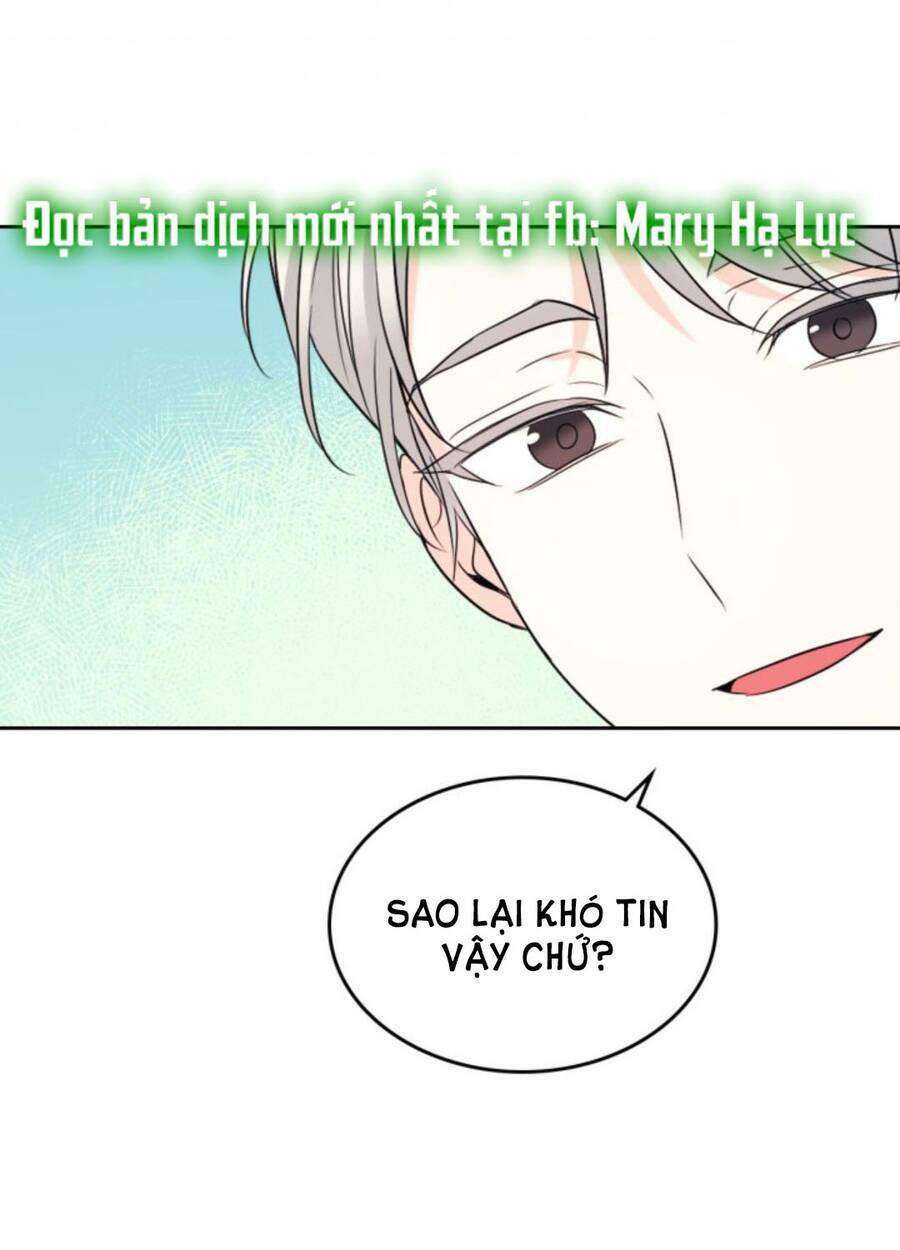 Đọc bản dịch mới nhất tại fb: Mary Hạ Lục
SAO LẠI KHÓ TIN
VẬY CHỨ?